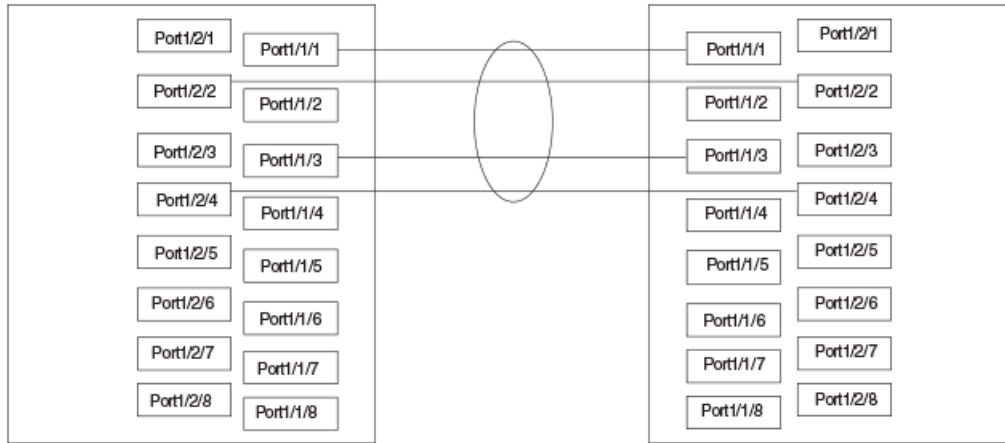 Port1/2/1
Port1/1/1
Port1/2/2
Port1/1/2
Port1/2/3
Port1/1/3
Port1/2/4
Port1/1/4
Port1/2/5
Port1/1/5
Port1/2/6
Port1/1/6
Port1/2/7
Port1/1/7
Port1/2/8
Port1/1/8
Port1/2/1
Port1/1/1
Port1/2/2
Port1/1/2
Port1/2/3
Port1/1/3
Port1/2/4
Port1/1/4
Port1/2/5
Port1/1/5
Port1/2/6
Port1/1/6
Port1/2/7
Port1/1/7
Port1/2/8
Port1/1/8